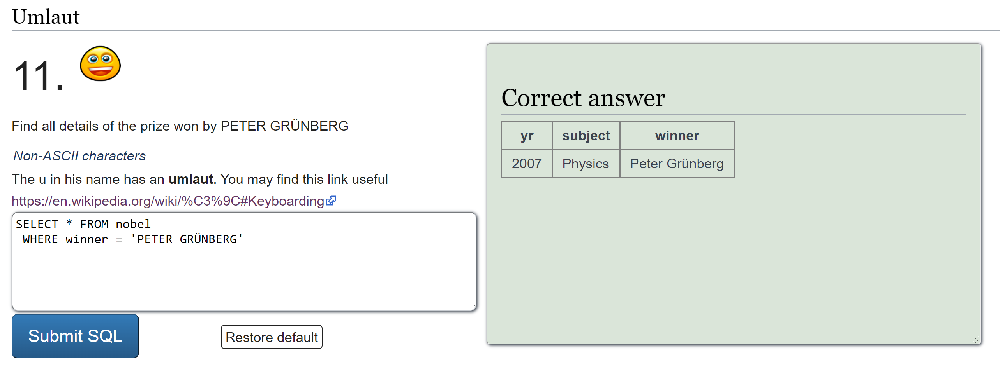 Umlaut
11.
Find all details of the prize won by PETER GRÜNBERG
Non-ASCII characters
The u in his name has an umlaut. You may find this link useful
https://en.wikipedia.org/wiki/%C3%9C#Keyboarding
SELECT * FROM nobel
 WHERE winner = 'PETER GRÜNBERG'
Submit SQL
Restore default
Correct answer
yr subject winner
2007 Physics Peter Grünberg